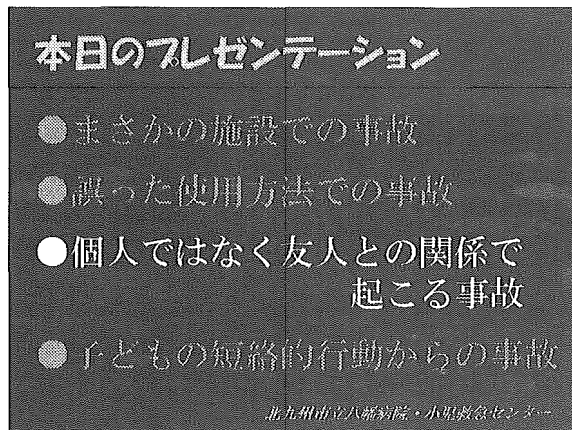 本日のプレゼンテーション
●まさかの施設での事故
●誤った使用方法での事故
●個人ではなく友人との関係で
起こる事故
●子どもの短絡的行動からの事故
北九州市立八幡病院・小児救急センター